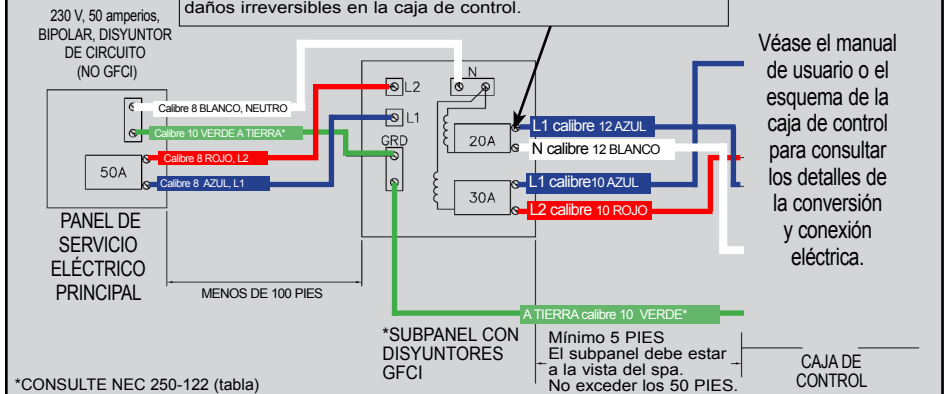 daños irreversibles en la caja de control.
230 V, 50 amperios,
BIPOLAR, DISYUNTOR
DE CIRCUITO
(NO GFCI)
Calibre 8 BLANCO, NEUTRO
Calibre 10 VERDE A TIERRA*
Calibre 8 ROJO, L2
Calibre 8 AZUL, L1
50A
PANEL DE
SERVICIO
ELÉCTRICO
PRINCIPAL
MENOS DE 100 PIES
N
L2
L1
GRD
20A
30A
L1 calibre 12 AZUL
N calibre 12 BLANCO
L1 calibre10 AZUL
L2 calibre 10 ROJO
A TIERRA calibre 10 VERDE*
*SUBPANEL CON
DISYUNTORES
GFCI
Mínimo 5 PIES
El subpanel debe estar
a la vista del spa.
No exceder los 50 PIES.
Véase el manual
de usuario o el
esquema de la
caja de control
para consultar
los detalles de
la conversión
y conexión
eléctrica.
CAJA DE
CONTROL
*CONSULTE NEC 250-122 (tabla)